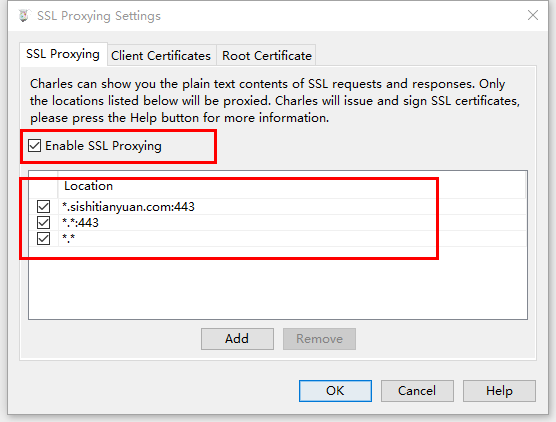 SSL Proxying Settings
SSL Proxying Client Certificates Root Certificate
Charles can show you the plain text contents of SSL requests and responses. Only
the locations listed below will be proxied. Charles will issue and sign SSL certificates,
please press the Help button for more information.
Enable SSL Proxying
Location
*.sishitianyuan.com:443
*.*:443
*.*
Add Remove
OK Cancel Help